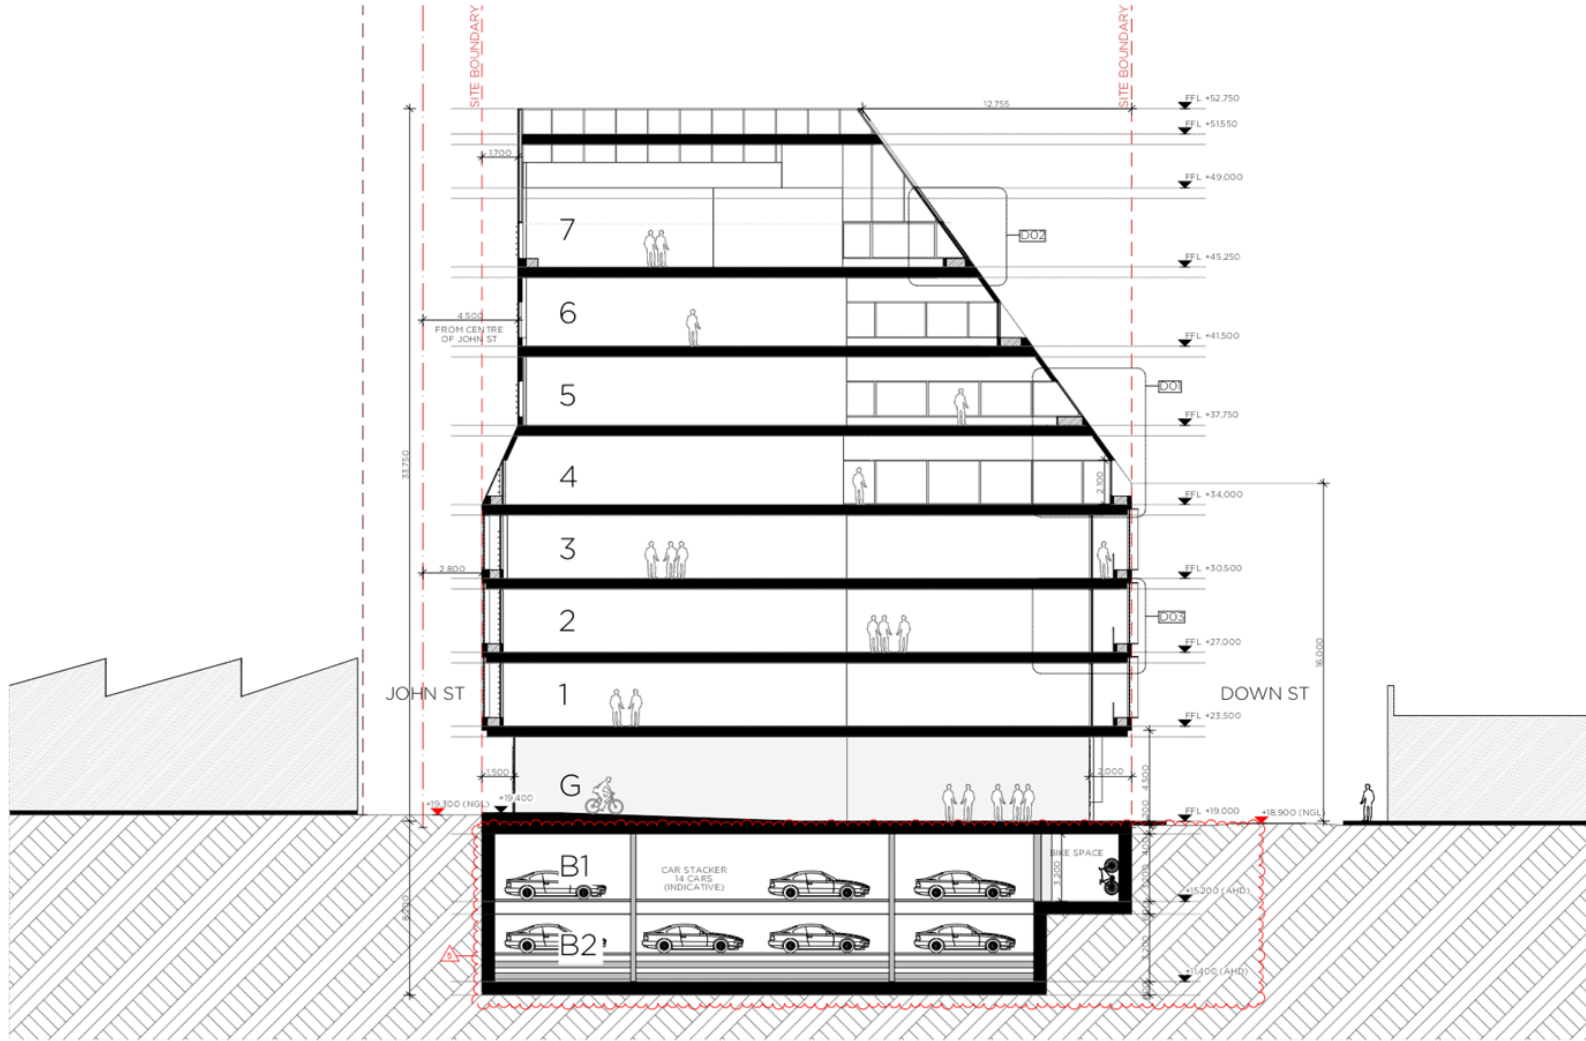 SITE BOUNDARY
SITE BOUNDARY
12.755
FFL +52.750
FFL +51.550
1.700
FFL +49.000
7
D02
FFL +45.250
4.500
FROM CENTRE
OF JOHN ST
6
FFL +41.500
5
D01
FFL +37.750
33.750
4
2.100
FFL +34.000
3
2.800
FFL +30.500
2
D03
FFL +27.000
16.000
JOHN ST
1
DOWN ST
FFL +23.500
1.500
G
2.000
4.500
+19.300 (NGL)
+19.400
FFL +19.000
+18.900 (NGL)
B1
CAR STACKER
14 CARS
(INDICATIVE)
BIKE SPACE
3.200
3.200
+15.200 (AHD)
8.200
B2
3.200
5
+11.400 (AHD)